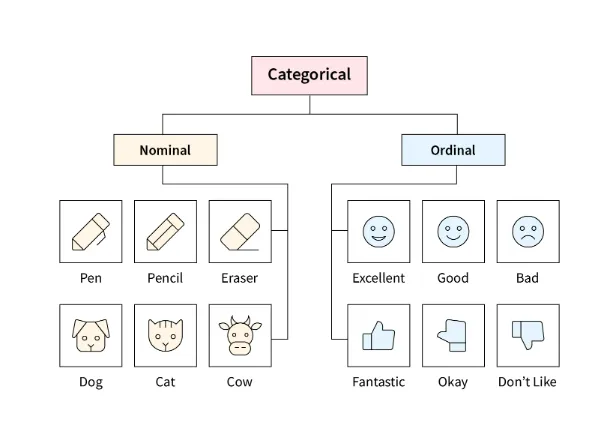 Categorical
Nominal
Ordinal
Pen
Pencil
Eraser
Excellent
Good
Bad
Dog
Cat
Cow
Fantastic
Okay
Don’t Like